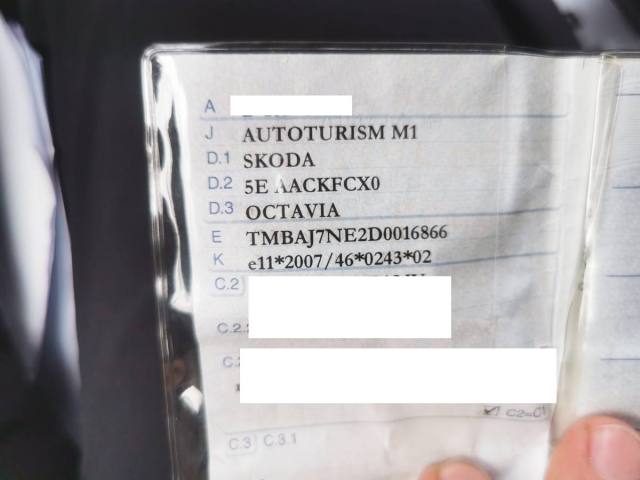 A
J AUTOTURISM M1
D.1 SKODA
D.2 5E AACKFCX0
D.3 OCTAVIA
E TMBAJ7NE2D0016866
K e11*2007/46*0243*02
C.2
C.2.
C.
C2=C
C.3 C.3.1